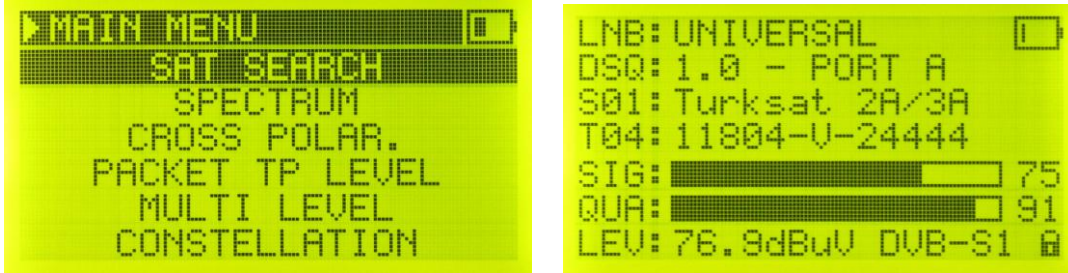 MAIN MENU
SAT SEARCH
SPECTRUM
CROSS POLAR.
PACKET TP LEVEL
MULTI LEVEL
CONSTELLATION
LNB: UNIVERSAL
DSQ: 1.0 - PORT A
S01: Turksat 2A/3A
T04: 11804-V-24444
SIG: 75
QUA: 91
LEV: 76.9dBuV DVB-S1